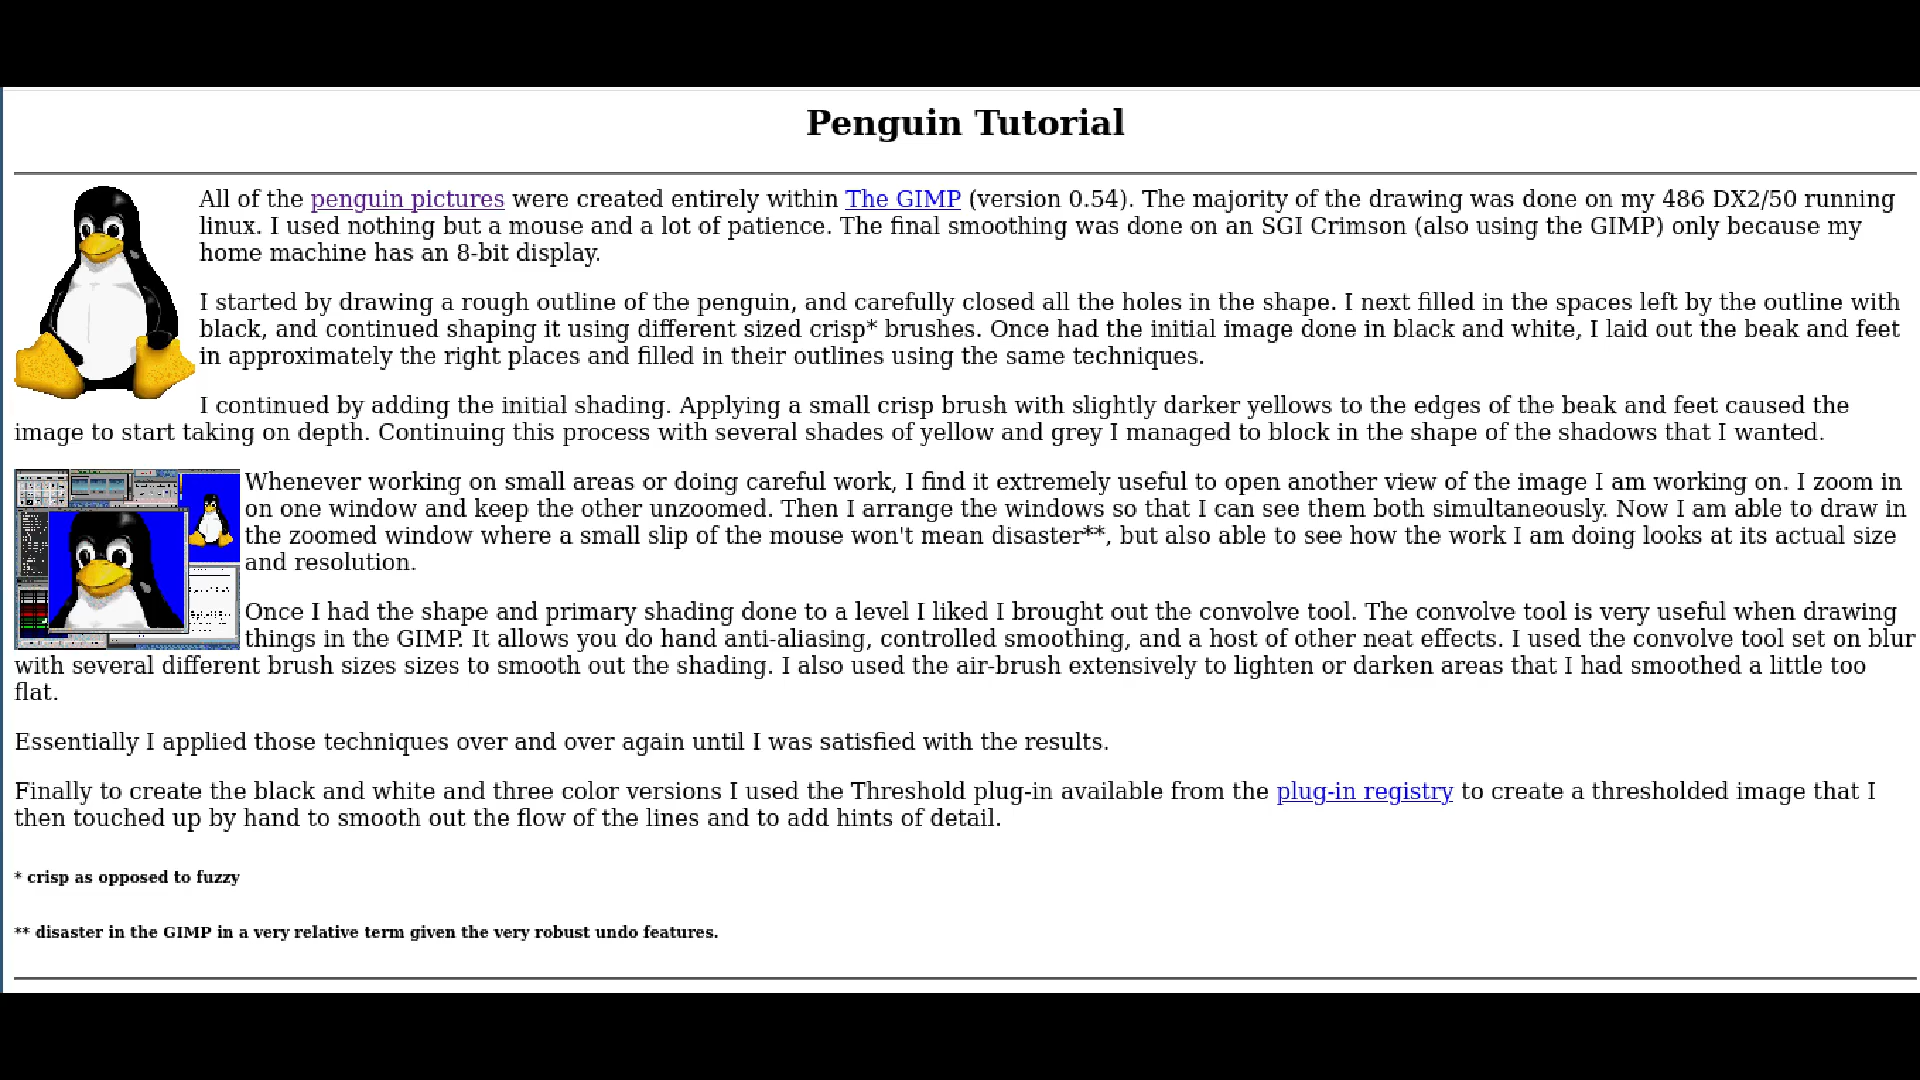 Penguin Tutorial
All of the penguin pictures were created entirely within The GIMP (version 0.54). The majority of the drawing was done on my 486 DX2/50 running
linux. I used nothing but a mouse and a lot of patience. The final smoothing was done on an SGI Crimson (also using the GIMP) only because my
home machine has an 8-bit display.
I started by drawing a rough outline of the penguin, and carefully closed all the holes in the shape. I next filled in the spaces left by the outline with
black, and continued shaping it using different sized crisp* brushes. Once had the initial image done in black and white, I laid out the beak and feet
in approximately the right places and filled in their outlines using the same techniques.
I continued by adding the initial shading. Applying a small crisp brush with slightly darker yellows to the edges of the beak and feet caused the
image to start taking on depth. Continuing this process with several shades of yellow and grey I managed to block in the shape of the shadows that I wanted.
Whenever working on small areas or doing careful work, I find it extremely useful to open another view of the image I am working on. I zoom in
on one window and keep the other unzoomed. Then I arrange the windows so that I can see them both simultaneously. Now I am able to draw in
the zoomed window where a small slip of the mouse won't mean disaster**, but also able to see how the work I am doing looks at its actual size
and resolution.
Once I had the shape and primary shading done to a level I liked I brought out the convolve tool. The convolve tool is very useful when drawing
things in the GIMP. It allows you do hand anti-aliasing, controlled smoothing, and a host of other neat effects. I used the convolve tool set on blur
with several different brush sizes sizes to smooth out the shading. I also used the air-brush extensively to lighten or darken areas that I had smoothed a little too
flat.
Essentially I applied those techniques over and over again until I was satisfied with the results.
Finally to create the black and white and three color versions I used the Threshold plug-in available from the plug-in registry to create a thresholded image that I
then touched up by hand to smooth out the flow of the lines and to add hints of detail.
* crisp as opposed to fuzzy
** disaster in the GIMP in a very relative term given the very robust undo features.